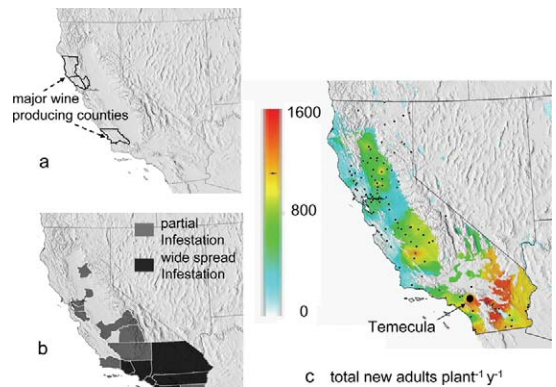 major wine
producing counties
a
partial
Infestation
wide spread
Infestation
b
1600
800
0
Temecula
c total new adults plant⁻¹ y⁻¹